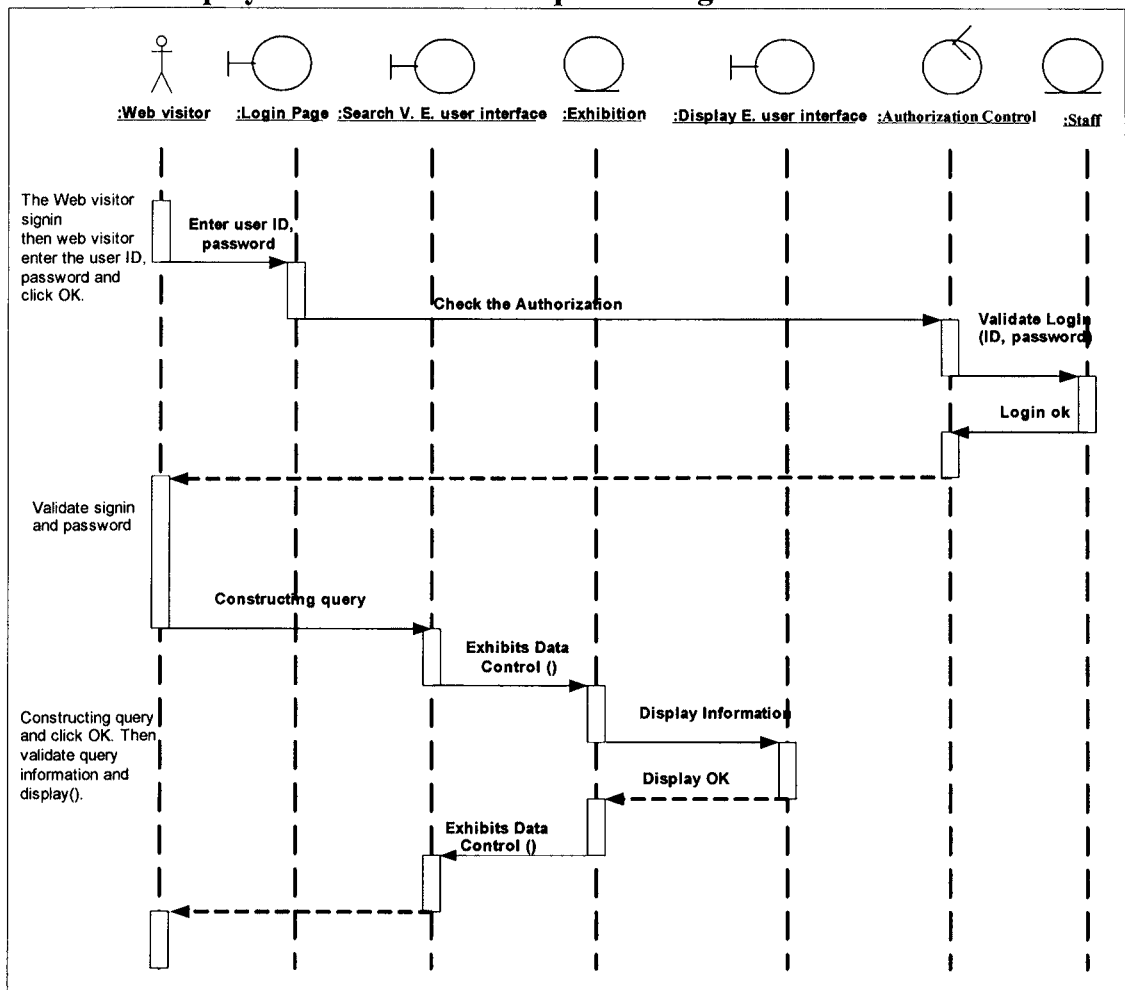 :Web visitor :Login Page :Search V. E. user interface :Exhibition :Display E. user interface :Authorization Control :Staff
The Web visitor
signin
then web visitor
enter the user ID,
password and
click OK.
Enter user ID,
password
Check the Authorization
Validate Login
(ID, password)
Login ok
Validate signin
and password
Constructing query
Exhibits Data
Control ()
Constructing query
and click OK. Then
validate query
information and
display().
Display Information
Display OK
Exhibits Data
Control ()